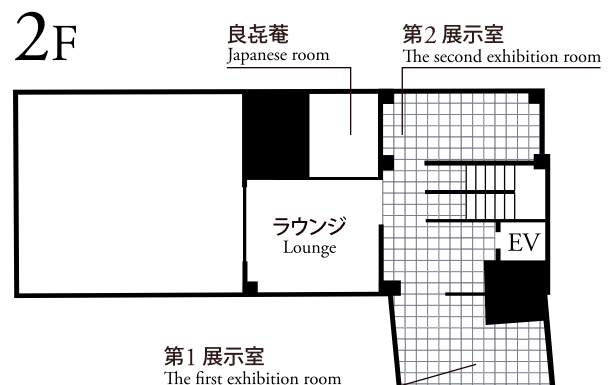 2F
良㐂菴
Japanese room
第2 展示室
The second exhibition room
ラウンジ
Lounge
EV
第1 展示室
The first exhibition room